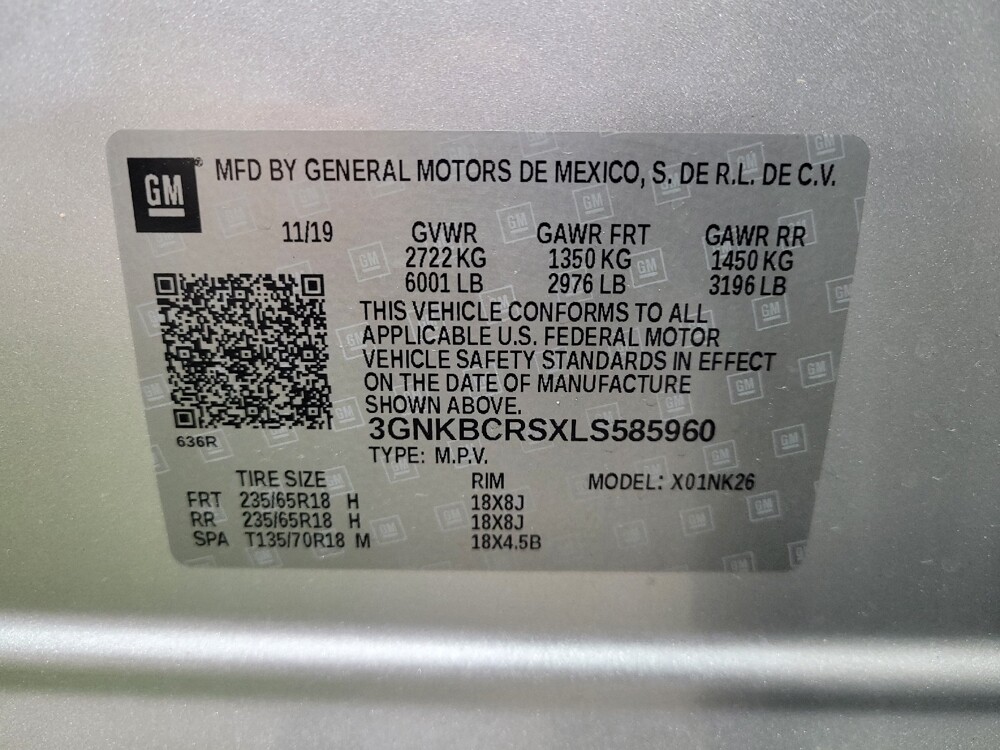 GM
MFD BY GENERAL MOTORS DE MEXICO, S. DE R.L. DE C.V.
11/19 GVWR GAWR FRT GAWR RR
2722 KG 1350 KG 1450 KG
6001 LB 2976 LB 3196 LB
THIS VEHICLE CONFORMS TO ALL
APPLICABLE U.S. FEDERAL MOTOR
VEHICLE SAFETY STANDARDS IN EFFECT
ON THE DATE OF MANUFACTURE
SHOWN ABOVE.
3GNKBCRSXLS585960
636R
TYPE: M.P.V.
TIRE SIZE RIM MODEL: X01NK26
FRT 235/65R18 H 18X8J
RR 235/65R18 H 18X8J
SPA T135/70R18 M 18X4.5B